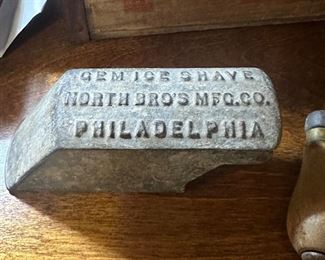 GEM ICE SHAVE
NORTH BRO'S MFG.CO.
PHILADELPHIA